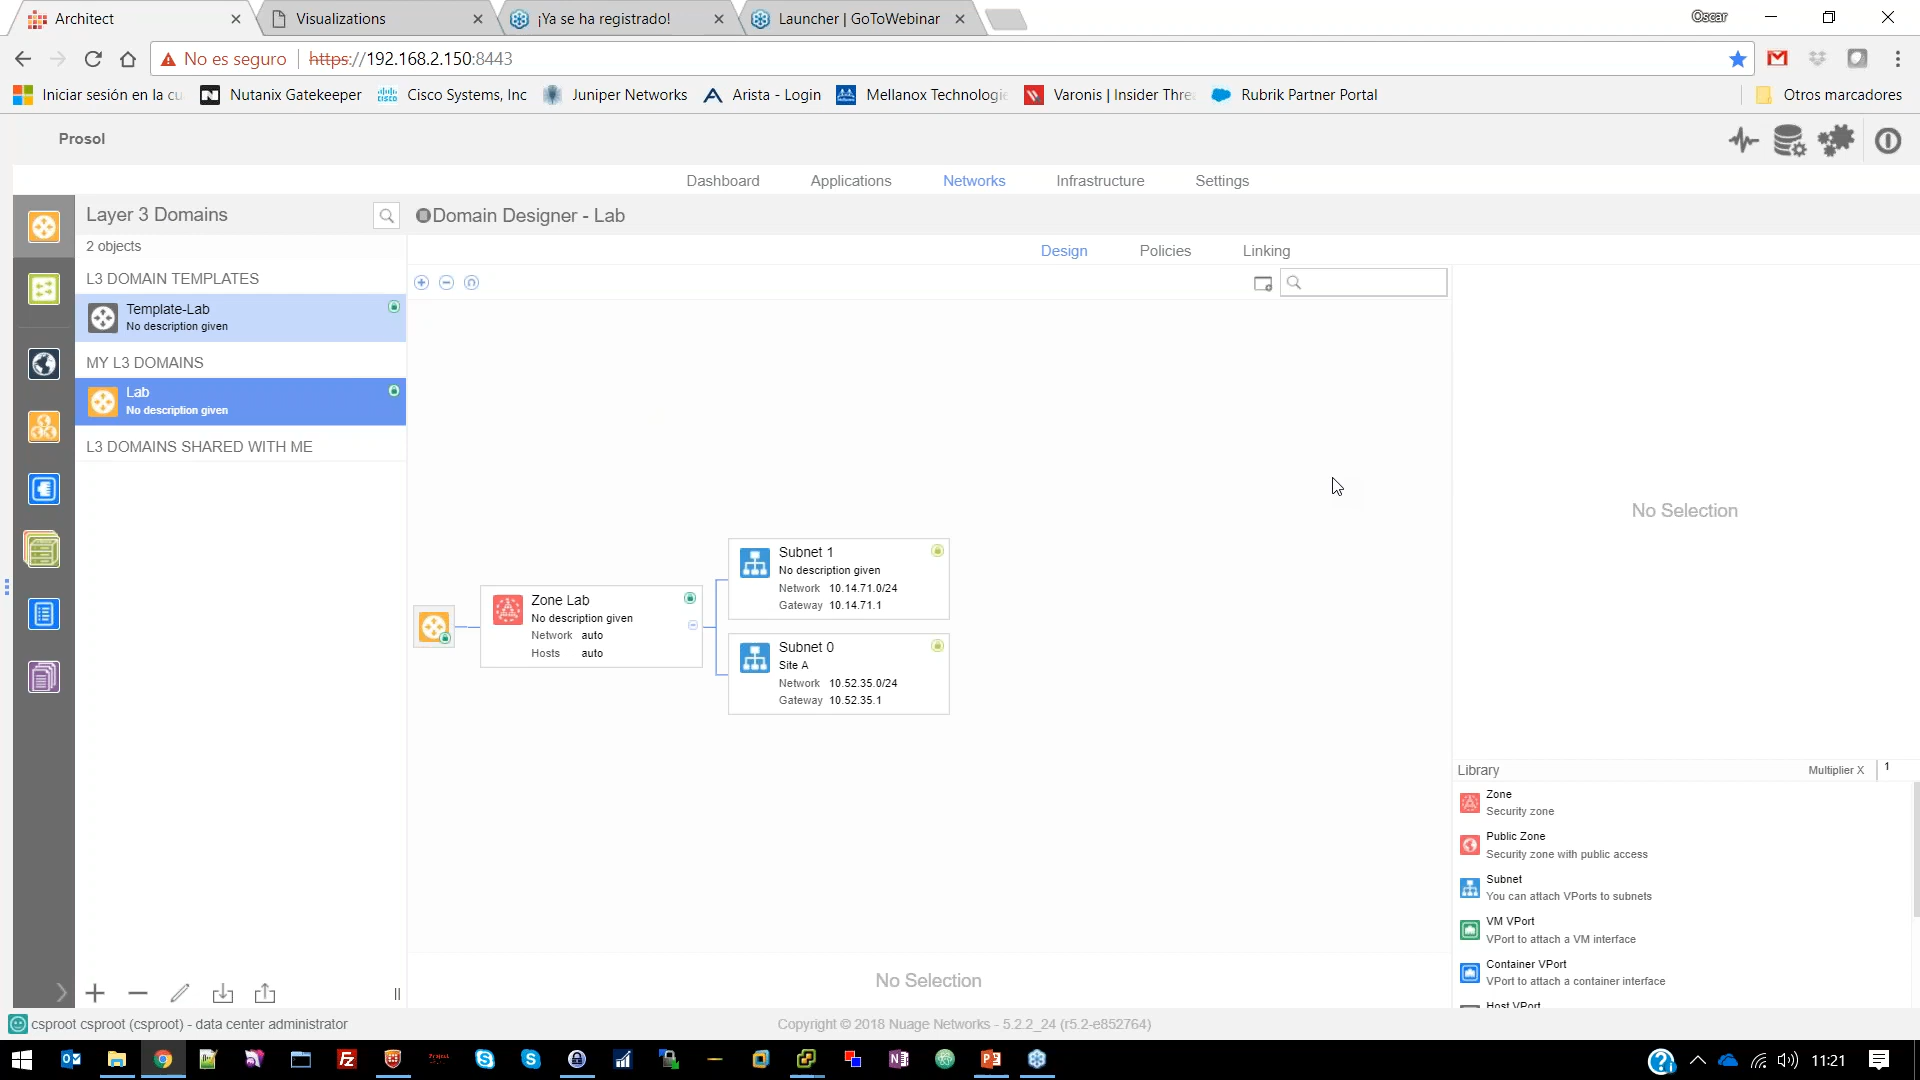 Architect
Visualizations
¡Ya se ha registrado!
Launcher | GoToWebinar
Oscar
No es seguro
https://192.168.2.150:8443
Iniciar sesión en la cu
Nutanix Gatekeeper
Cisco Systems, Inc
Juniper Networks
Arista - Login
Mellanox Technologie
Varonis | Insider Thre
Rubrik Partner Portal
Otros marcadores
Prosol
Dashboard
Applications
Networks
Infrastructure
Settings
Layer 3 Domains
Domain Designer - Lab
2 objects
Design
Policies
Linking
L3 DOMAIN TEMPLATES
Template-Lab
No description given
MY L3 DOMAINS
Lab
No description given
L3 DOMAINS SHARED WITH ME
Zone Lab
No description given
Network auto
Hosts auto
Subnet 1
No description given
Network 10.14.71.0/24
Gateway 10.14.71.1
Subnet 0
Site A
Network 10.52.35.0/24
Gateway 10.52.35.1
No Selection
Library
Multiplier X
1
Zone
Security zone
Public Zone
Security zone with public access
Subnet
You can attach VPorts to subnets
VM VPort
VPort to attach a VM interface
Container VPort
VPort to attach a container interface
Host VPort
No Selection
csproot csproot (csproot) - data center administrator
Copyright © 2018 Nuage Networks - 5.2.2_24 (r5.2-e852764)
11:21